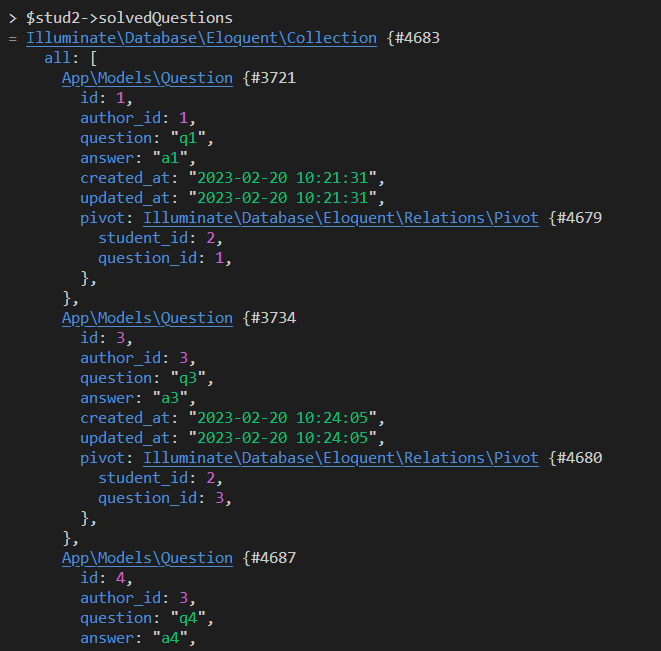 > $stud2->solvedQuestions
= Illuminate\Database\Eloquent\Collection {#4683
all: [
App\Models\Question {#3721
id: 1,
author_id: 1,
question: "q1",
answer: "a1",
created_at: "2023-02-20 10:21:31",
updated_at: "2023-02-20 10:21:31",
pivot: Illuminate\Database\Eloquent\Relations\Pivot {#4679
student_id: 2,
question_id: 1,
},
},
App\Models\Question {#3734
id: 3,
author_id: 3,
question: "q3",
answer: "a3",
created_at: "2023-02-20 10:24:05",
updated_at: "2023-02-20 10:24:05",
pivot: Illuminate\Database\Eloquent\Relations\Pivot {#4680
student_id: 2,
question_id: 3,
},
},
App\Models\Question {#4687
id: 4,
author_id: 3,
question: "q4",
answer: "a4",